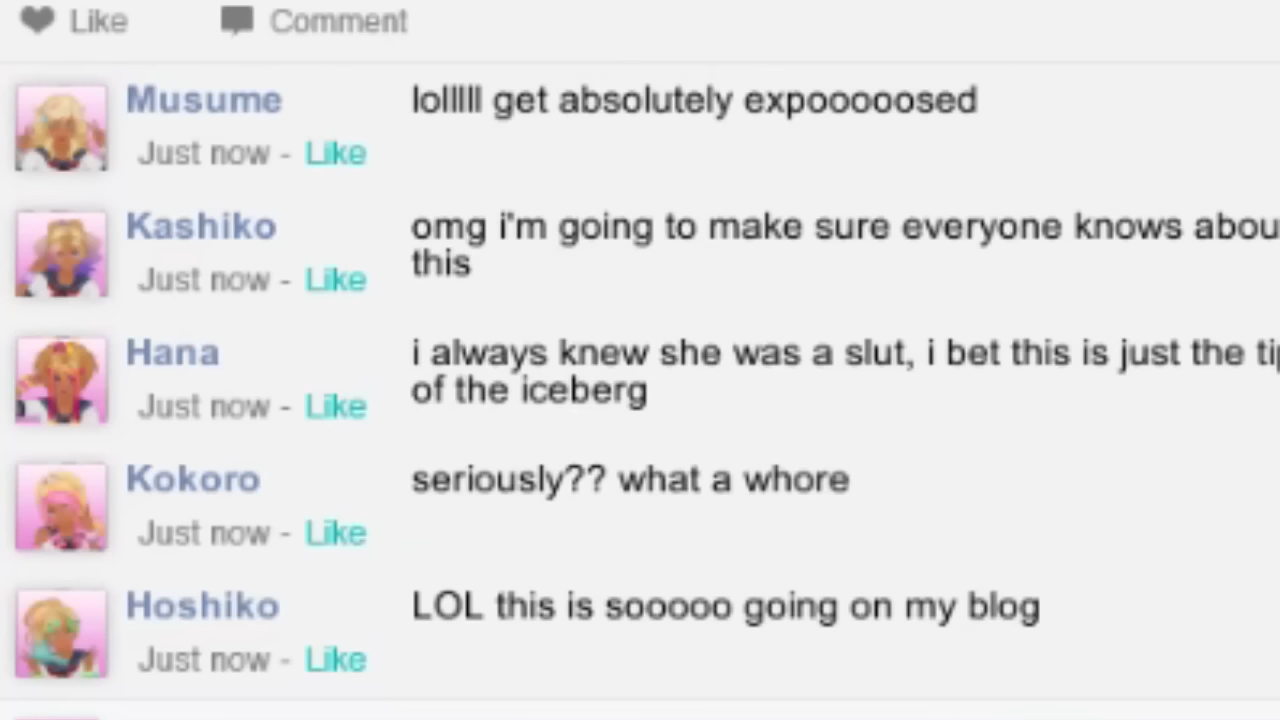 Like Comment
Musume lolllll get absolutely expooooosed
Just now - Like
Kashiko omg i'm going to make sure everyone knows abou
this
Just now - Like
Hana i always knew she was a slut, i bet this is just the tip
of the iceberg
Just now - Like
Kokoro seriously?? what a whore
Just now - Like
Hoshiko LOL this is sooooo going on my blog
Just now - Like